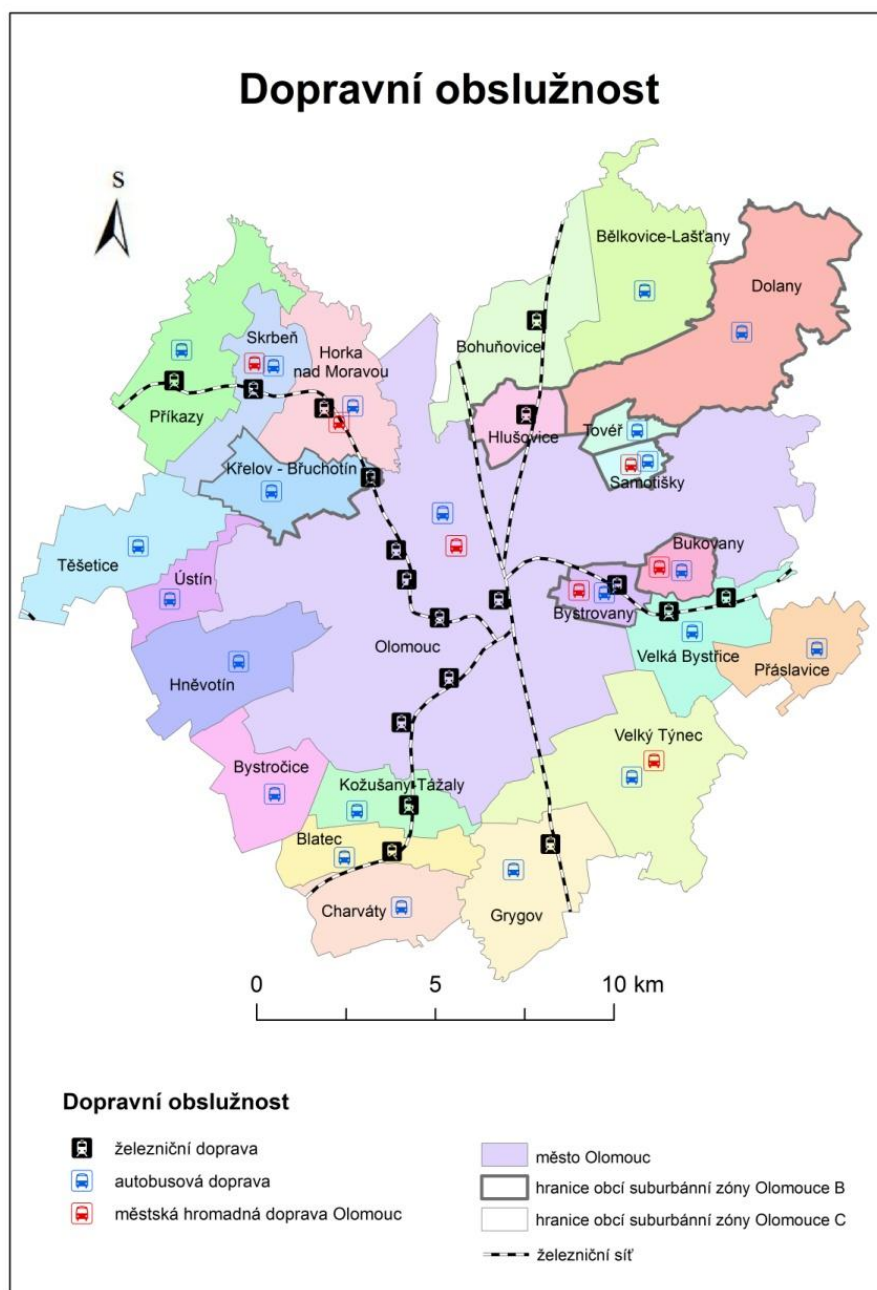 Dopravní obslužnost
S
Bělkovice-Lašťany
Dolany
Skrbeň
Horka
nad Moravou
Bohuňovice
Příkazy
Hlušovice
Tovéř
Křelov - Břuchotín
Samotišky
Těšetice
Bukovany
Ústín
Bystrovany
Olomouc
Velká Bystřice
Hněvotín
Přáslavice
Velký Týnec
Bystročice
Kožušany-Tážaly
Blatec
Charváty
Grygov
0 5 10 km
Dopravní obslužnost
železniční doprava
autobusová doprava
městská hromadná doprava Olomouc
město Olomouc
hranice obcí suburbánní zóny Olomouce B
hranice obcí suburbánní zóny Olomouce C
železniční síť